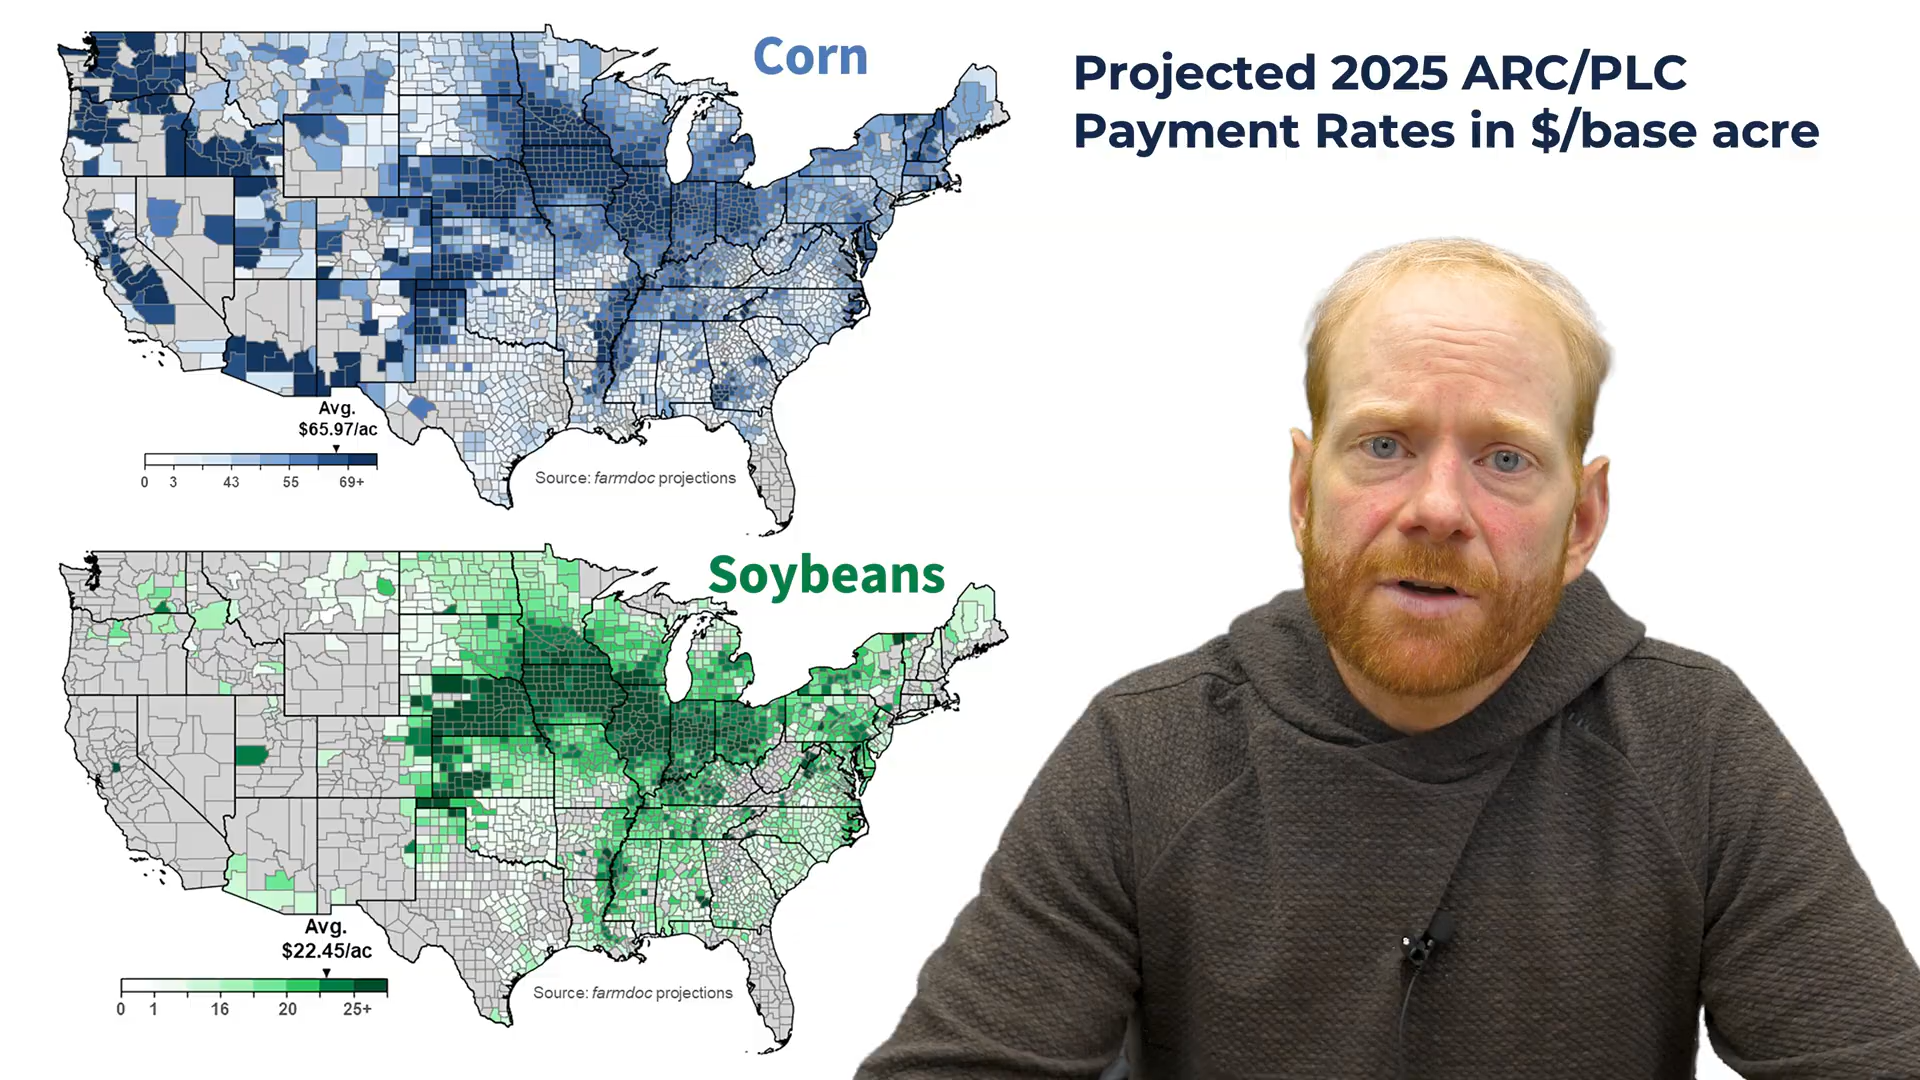 Corn
Projected 2025 ARC/PLC
Payment Rates in $/base acre
Avg.
$65.97/ac
0 3 43 55 69+
Source: farmdoc projections
Soybeans
Avg.
$22.45/ac
0 1 16 20 25+
Source: farmdoc projections